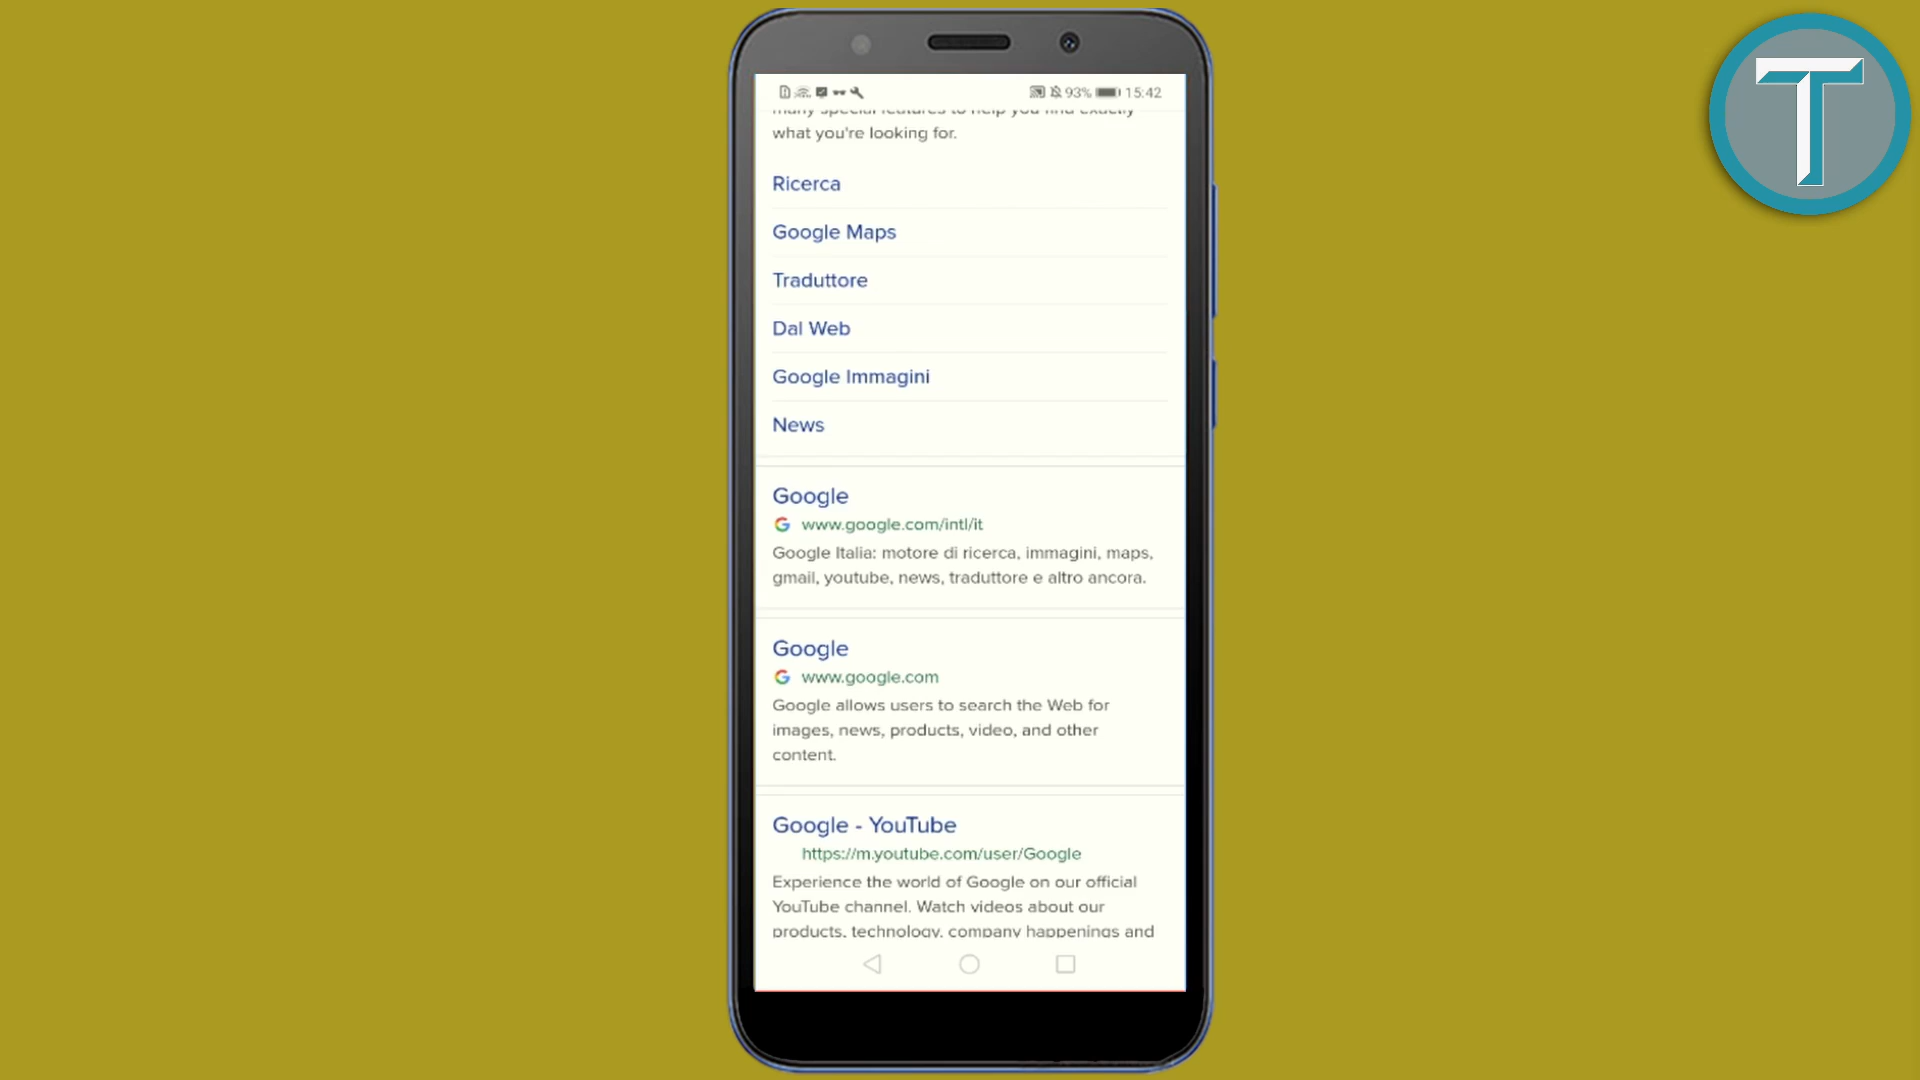 93% 15:42
many special features to help you find exactly
what you're looking for.
Ricerca
Google Maps
Traduttore
Dal Web
Google Immagini
News
Google
www.google.com/intl/it
Google Italia: motore di ricerca, immagini, maps,
gmail, youtube, news, traduttore e altro ancora.
Google
www.google.com
Google allows users to search the Web for
images, news, products, video, and other
content.
Google - YouTube
https://m.youtube.com/user/Google
Experience the world of Google on our official
YouTube channel. Watch videos about our
products, technology, company happenings and
T